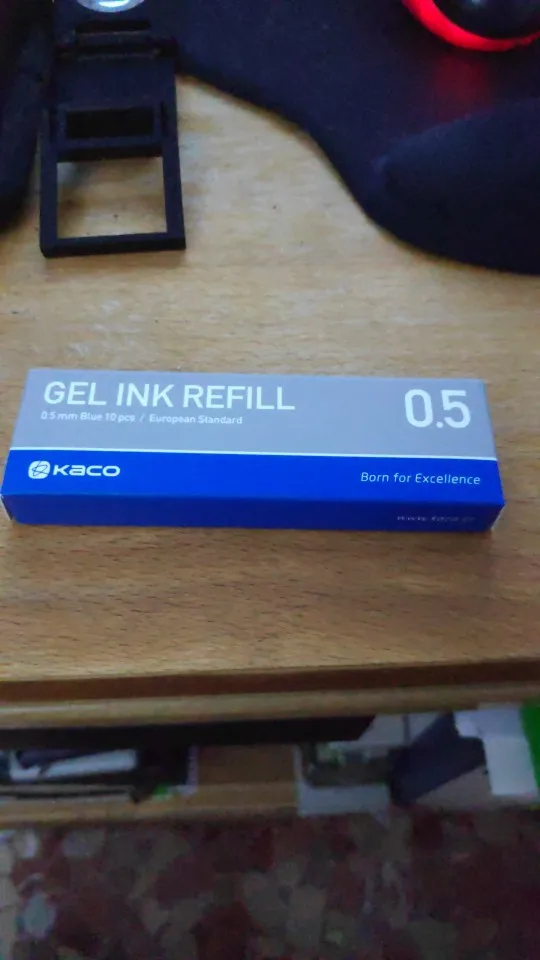 GEL INK REFILL
0.5
0.5 mm Blue 10 pcs / European Standard
KACO
Born for Excellence